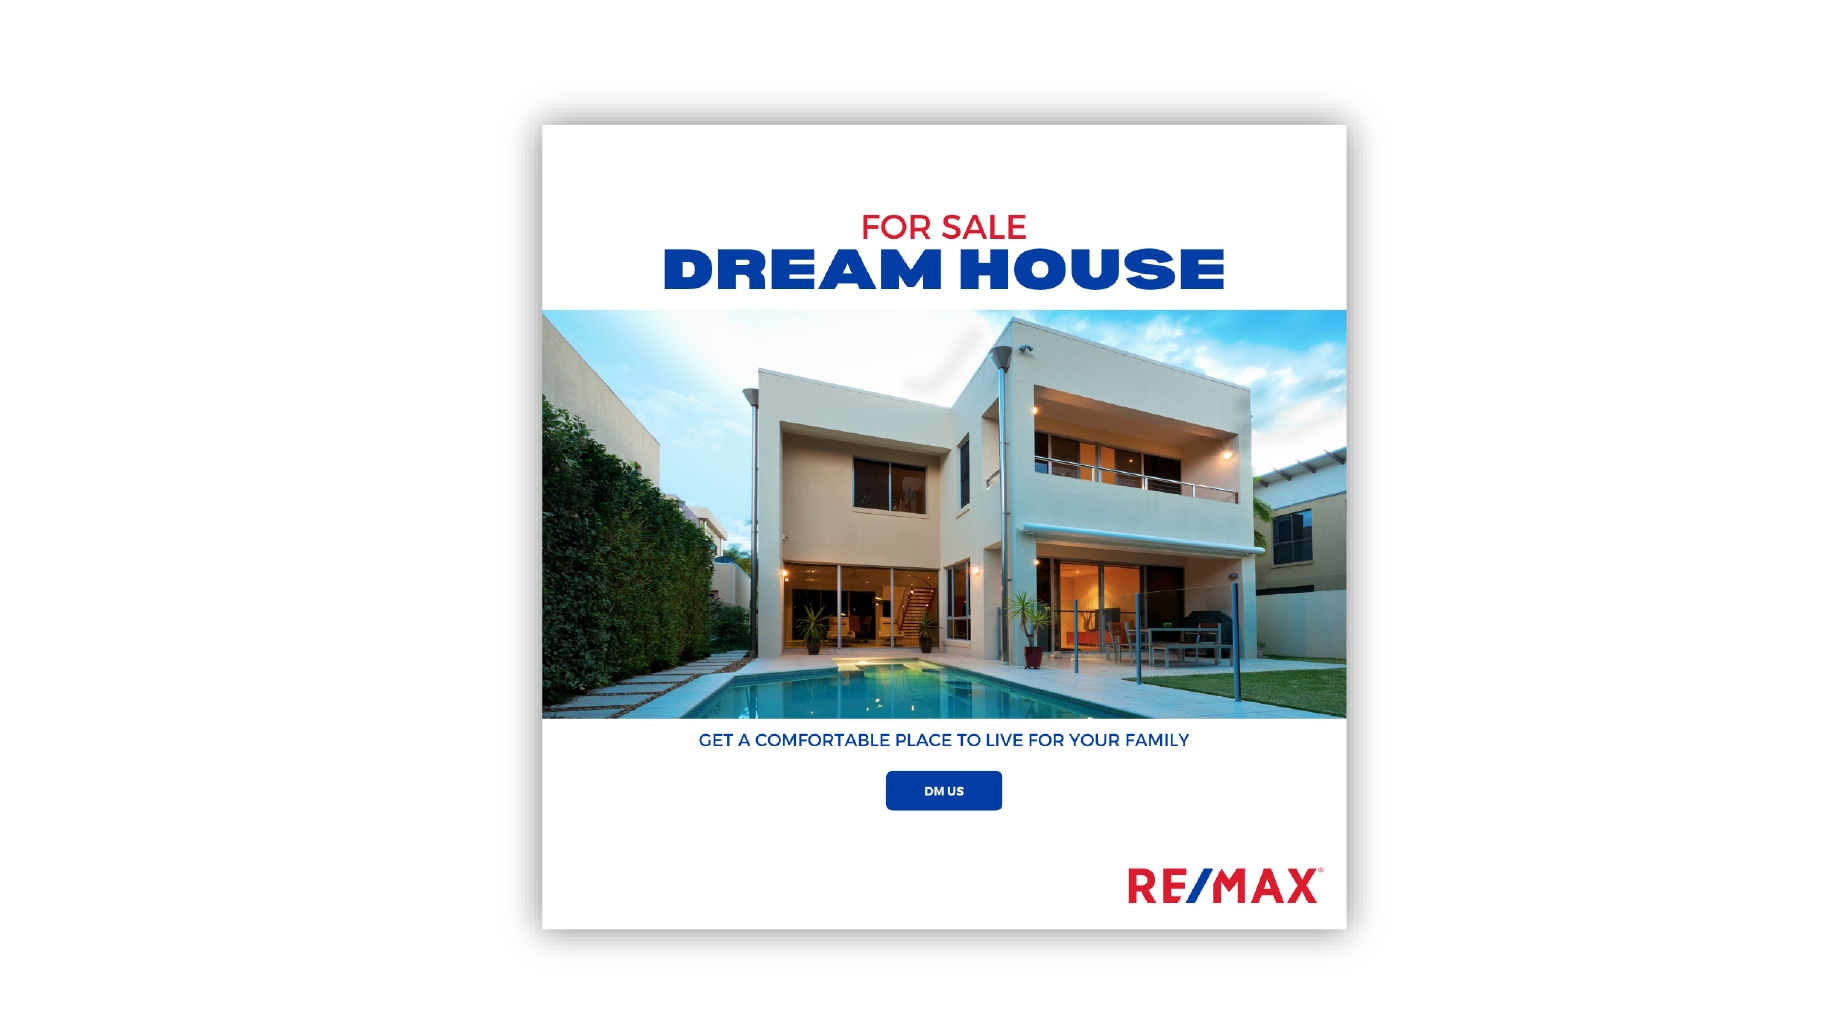 FOR SALE
DREAM HOUSE
GET A COMFORTABLE PLACE TO LIVE FOR YOUR FAMILY
DM US
RE/MAX®